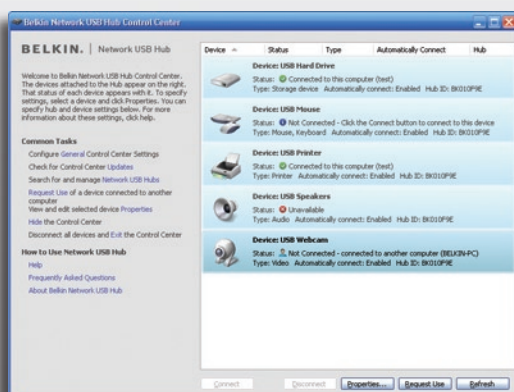 Belkin Network USB Hub Control Center
BELKIN. | Network USB Hub
Welcome to Belkin Network USB Hub Control Center.
The devices attached to the Hub appear on the right.
That status of each device appears with it. To specify
settings, select a device and click Properties. You can
specify hub and device settings below. For more
information about these settings, click help.
Common Tasks
Configure General Control Center Settings
Check for Control Center Updates
Search for and manage Network USB Hubs
Request Use of a device connected to another
computer
View and edit selected device Properties
Hide the Control Center
Disconnect all devices and Exit the Control Center
How to Use Network USB Hub
Help
Frequently Asked Questions
About Belkin Network USB Hub
Device Status Type Automatically Connect Hub
Device: USB Hard Drive
Status: Connected to this computer (test)
Type: Storage device Automatically connect: Enabled Hub ID: BK010F9E
Device: USB Mouse
Status: Not Connected - Click the Connect button to connect to this device
Type: Mouse, Keyboard Automatically connect: Enabled Hub ID: BK010F9E
Device: USB Printer
Status: Connected to this computer (test)
Type: Printer Automatically connect: Enabled Hub ID: BK010F9E
Device: USB Speakers
Status: Unavailable
Type: Audio Automatically connect: Enabled Hub ID: BK010F9E
Device: USB Webcam
Status: Not Connected - connected to another computer (BELKIN-PC)
Type: Video Automatically connect: Enabled Hub ID: BK010F9E
Connect Disconnect Properties... Request Use Refresh